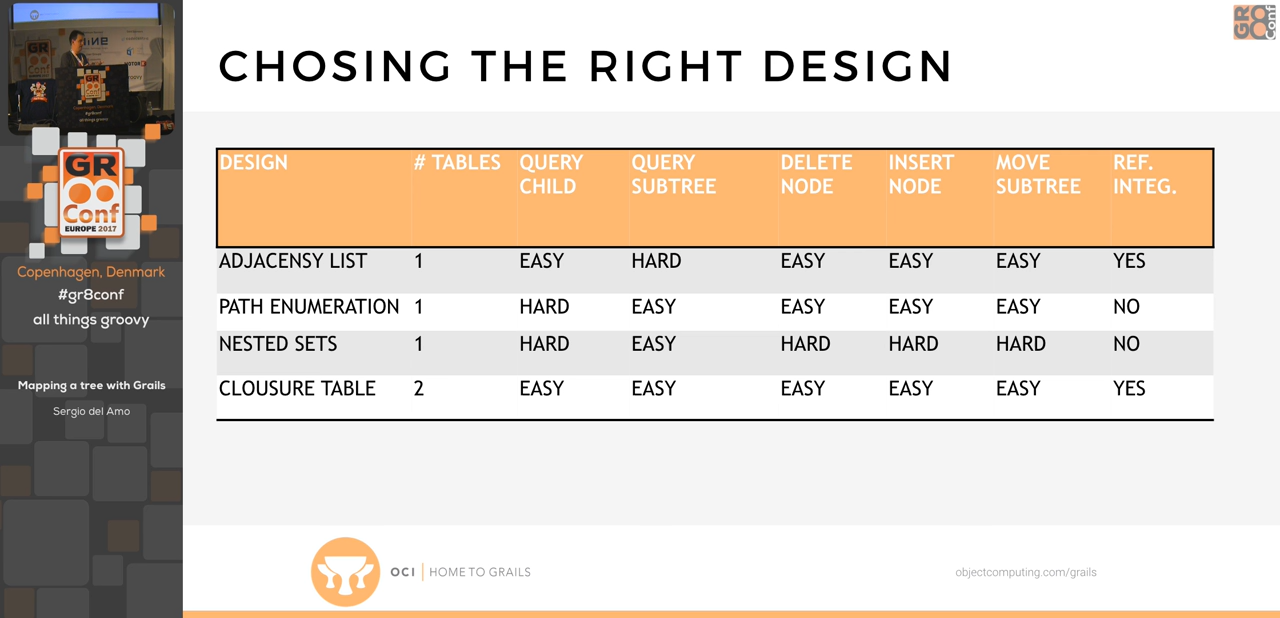 CHOSING THE RIGHT DESIGN
GR
Conf
DESIGN # TABLES QUERY CHILD QUERY SUBTREE DELETE NODE INSERT NODE MOVE SUBTREE REF. INTEG.
ADJACENSY LIST 1 EASY HARD EASY EASY EASY YES
PATH ENUMERATION 1 HARD EASY EASY EASY EASY NO
NESTED SETS 1 HARD EASY HARD HARD HARD NO
CLOUSURE TABLE 2 EASY EASY EASY EASY EASY YES
GR
Conf
EUROPE 2017
Copenhagen, Denmark
#gr8conf
all things groovy
Mapping a tree with Grails
Sergio del Amo
OCI | HOME TO GRAILS
objectcomputing.com/grails